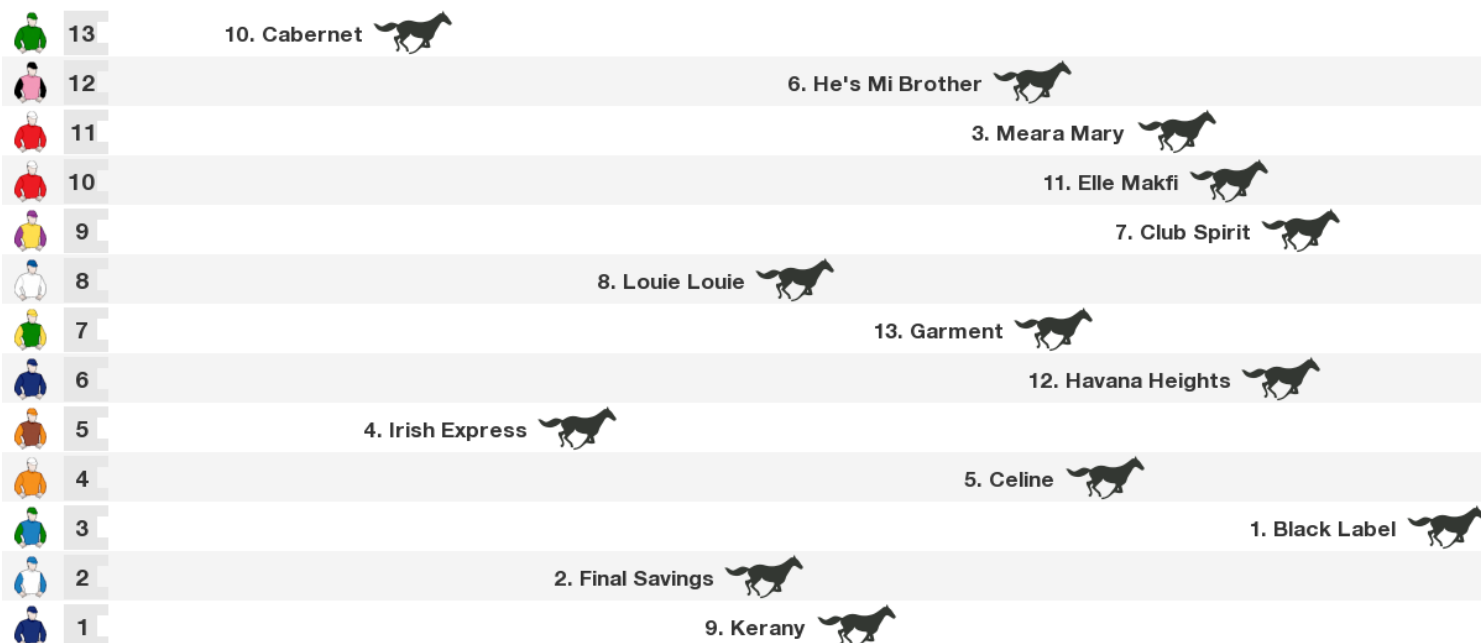 13 10. Cabernet
12 6. He's Mi Brother
11 3. Meara Mary
10 11. Elle Makfi
9 7. Club Spirit
8 8. Louie Louie
7 13. Garment
6 12. Havana Heights
5 4. Irish Express
4 5. Celine
3 1. Black Label
2 2. Final Savings
1 9. Kerany